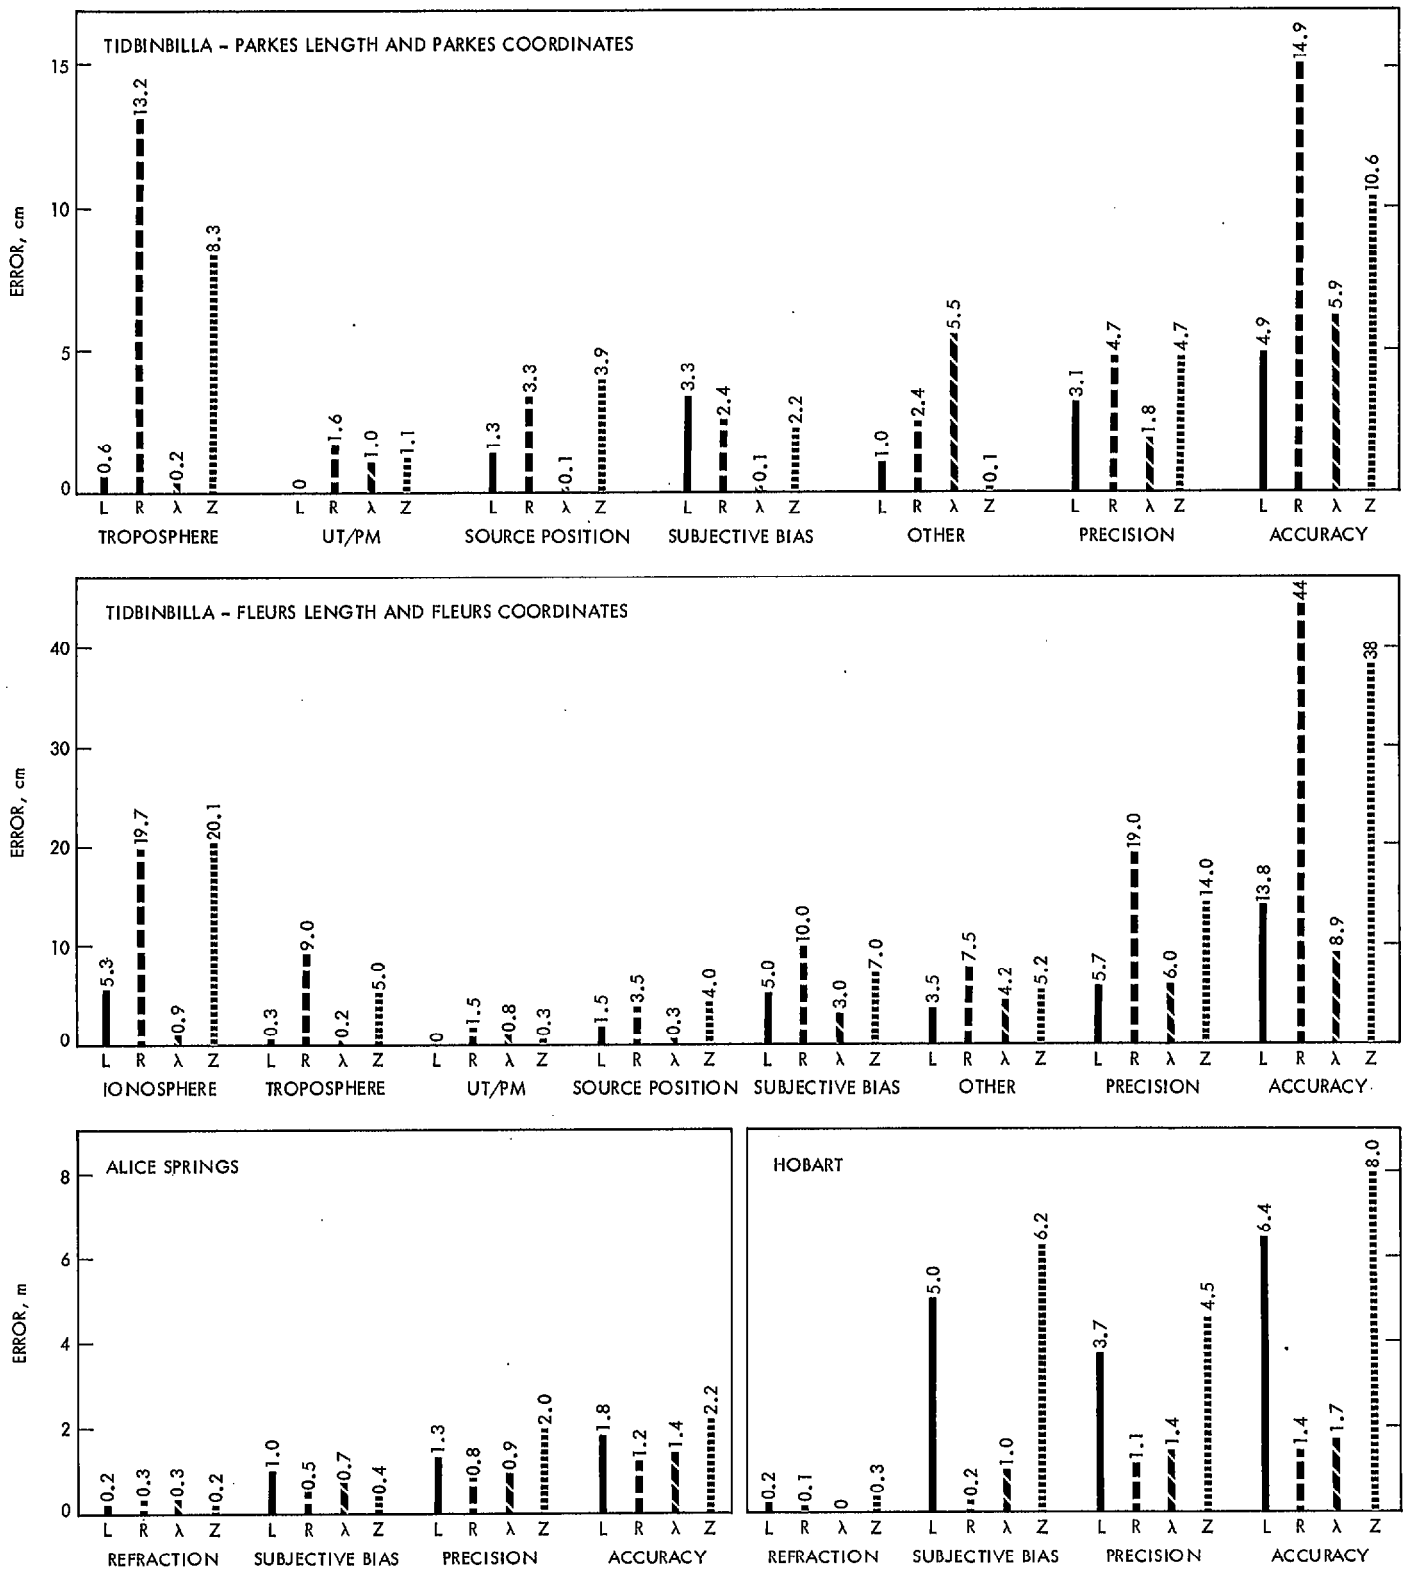 TIDBINBILLA – PARKES LENGTH AND PARKES COORDINATES
ERROR, cm
15
10
5
0
0.6 13.2 0.2 8.3
0 1.6 1.0 1.1
1.3 3.3 0.1 3.9
3.3 2.4 0.1 2.2
1.0 2.4 5.5 0.1
3.1 4.7 1.8 4.7
4.9 14.9 5.9 10.6
L R λ Z L R λ Z L R λ Z L R λ Z L R λ Z L R λ Z L R λ Z
TROPOSPHERE UT/PM SOURCE POSITION SUBJECTIVE BIAS OTHER PRECISION ACCURACY
TIDBINBILLA – FLEURS LENGTH AND FLEURS COORDINATES
ERROR, cm
40
30
20
10
0
5.3 19.7 0.9 20.1
0.3 9.0 0.2 5.0
0 1.5 0.8 0.3
1.5 3.5 0.3 4.0
5.0 10.0 3.0 7.0
3.5 7.5 4.2 5.2
5.7 19.0 6.0 14.0
13.8 44 8.9 38
L R λ Z L R λ Z L R λ Z L R λ Z L R λ Z L R λ Z L R λ Z L R λ Z
IONOSPHERE TROPOSPHERE UT/PM SOURCE POSITION SUBJECTIVE BIAS OTHER PRECISION ACCURACY
ALICE SPRINGS
ERROR, m
8
6
4
2
0
0.2 0.3 0.3 0.2
1.0 0.5 0.7 0.4
1.3 0.8 0.9 2.0
1.8 1.2 1.4 2.2
L R λ Z L R λ Z L R λ Z L R λ Z
REFRACTION SUBJECTIVE BIAS PRECISION ACCURACY
HOBART
0.2 0.1 0 0.3
5.0 0.2 1.0 6.2
3.7 1.1 1.4 4.5
6.4 1.4 1.7 8.0
L R λ Z L R λ Z L R λ Z L R λ Z
REFRACTION SUBJECTIVE BIAS PRECISION ACCURACY